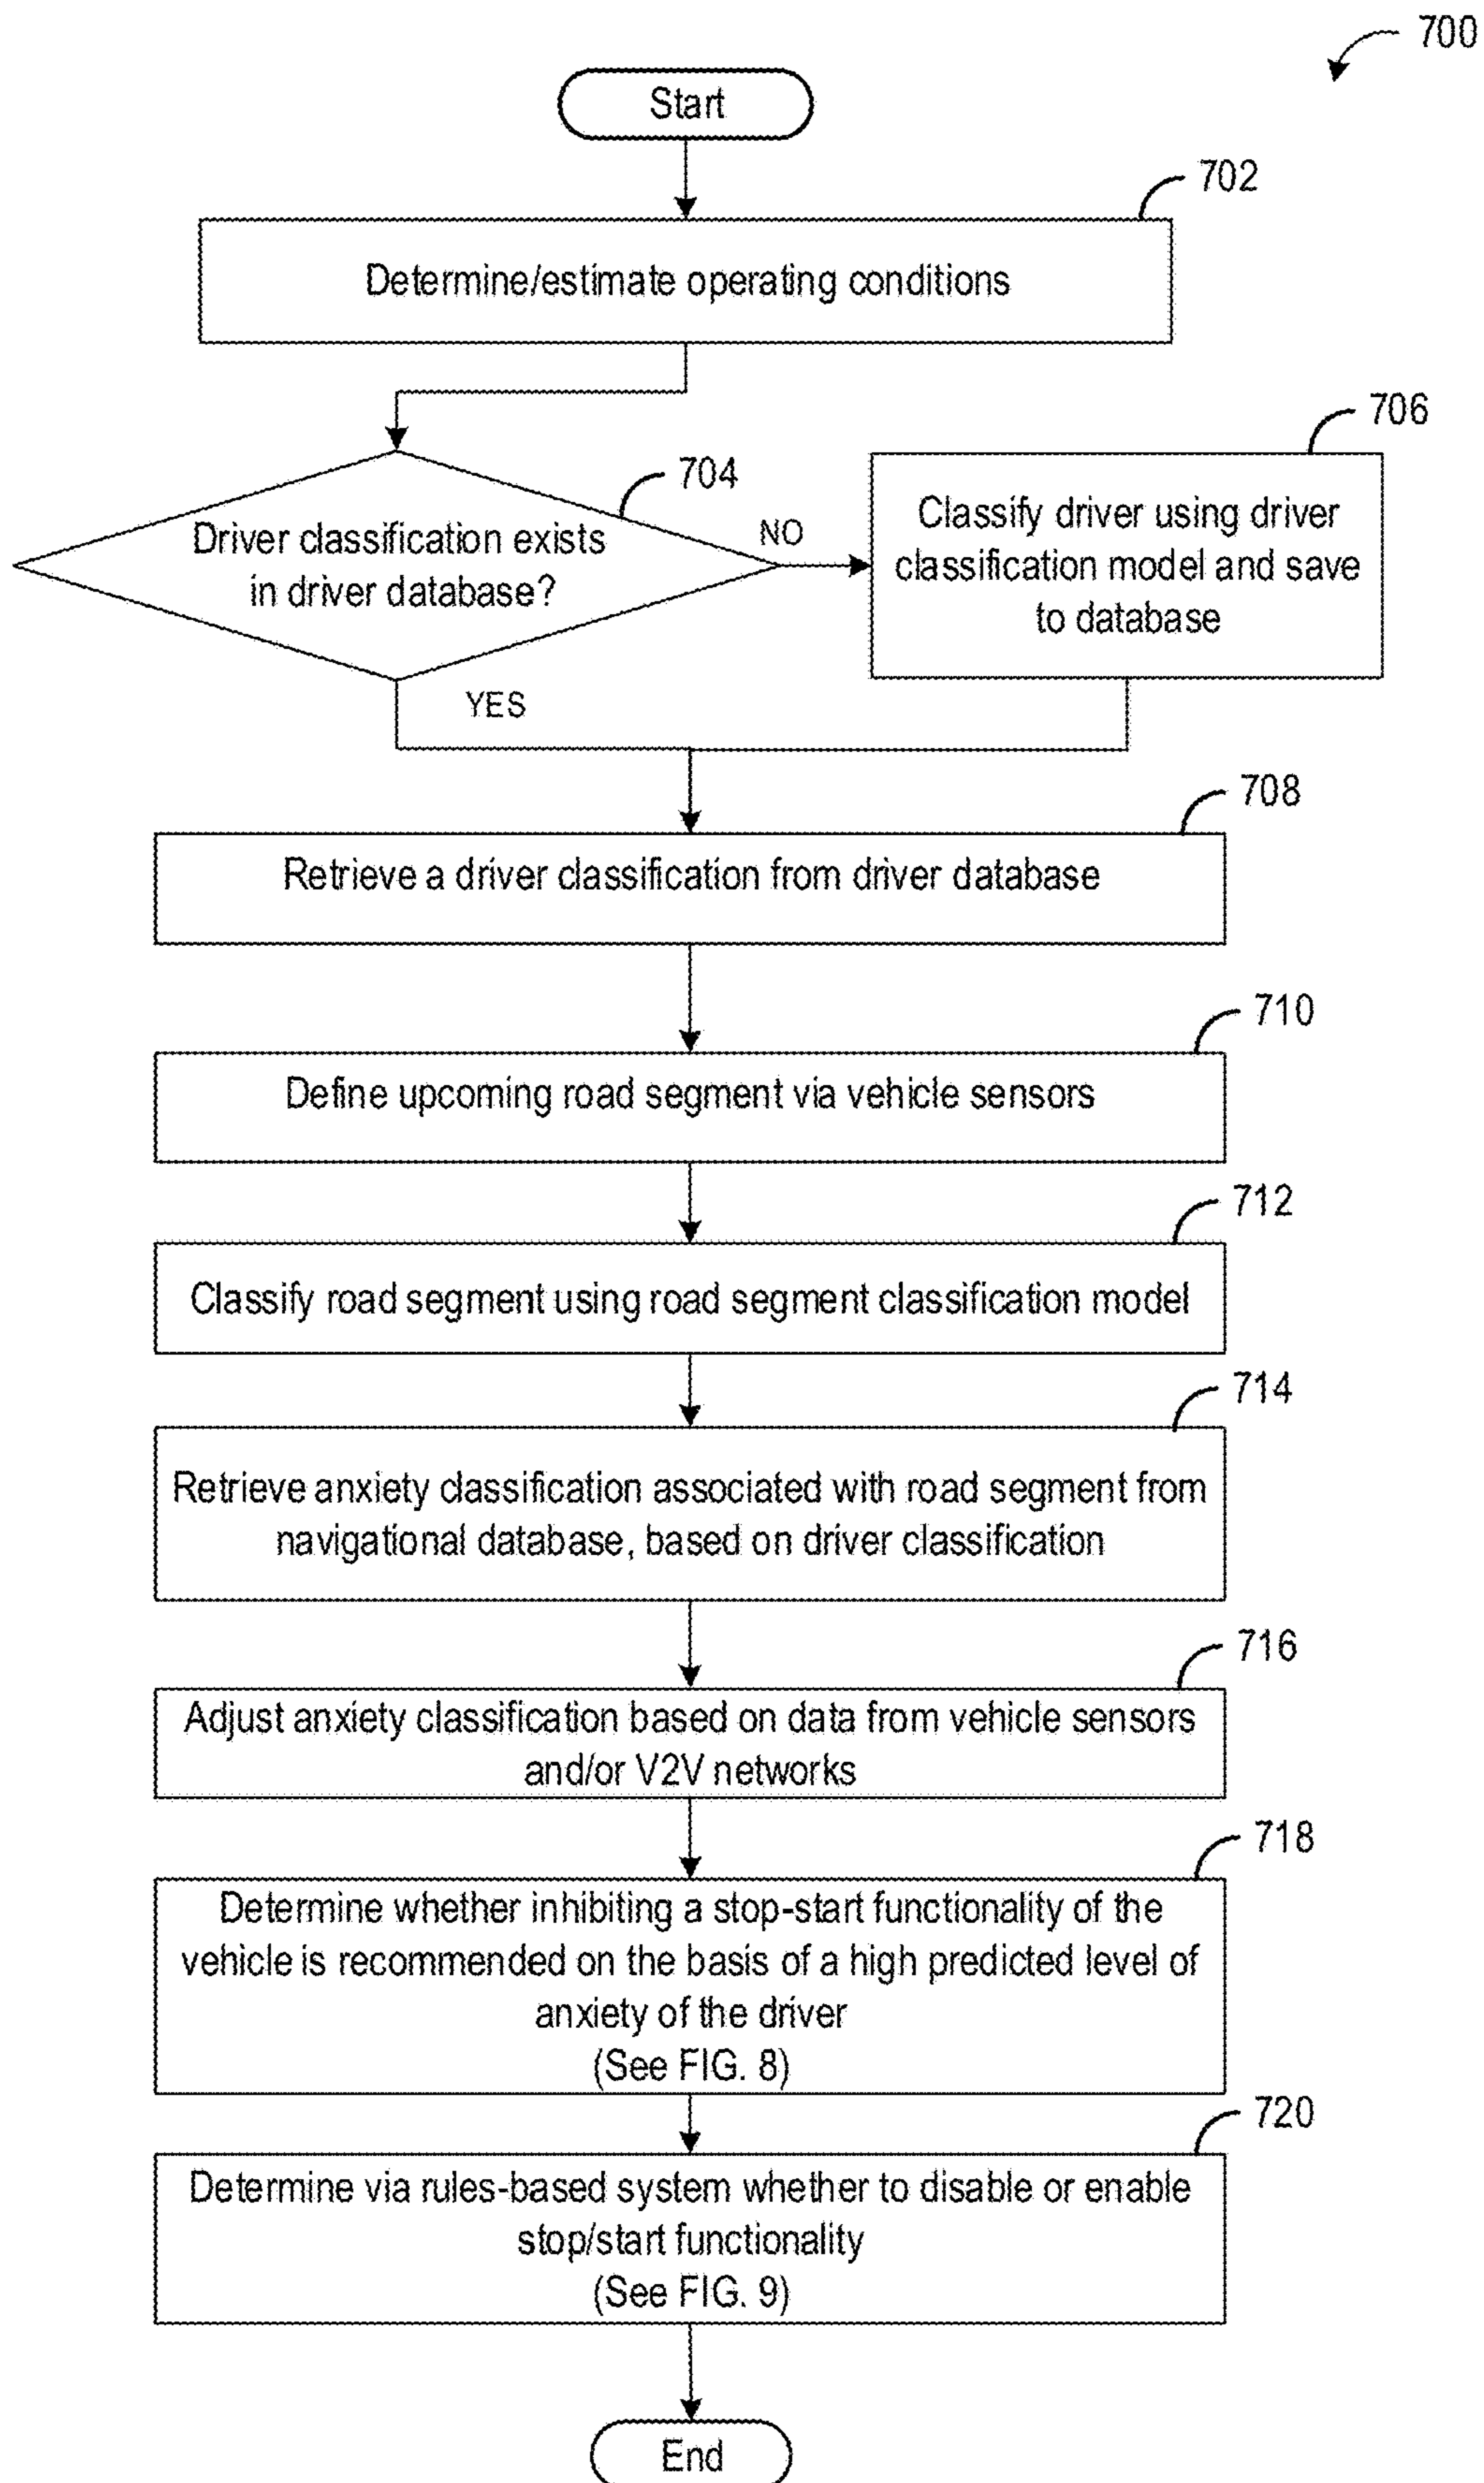 700
Start
702
Determine/estimate operating conditions
704
Driver classification exists
in driver database?
NO
YES
706
Classify driver using driver
classification model and save
to database
708
Retrieve a driver classification from driver database
710
Define upcoming road segment via vehicle sensors
712
Classify road segment using road segment classification model
714
Retrieve anxiety classification associated with road segment from
navigational database, based on driver classification
716
Adjust anxiety classification based on data from vehicle sensors
and/or V2V networks
718
Determine whether inhibiting a stop-start functionality of the
vehicle is recommended on the basis of a high predicted level of
anxiety of the driver
(See FIG. 8)
720
Determine via rules-based system whether to disable or enable
stop/start functionality
(See FIG. 9)
End